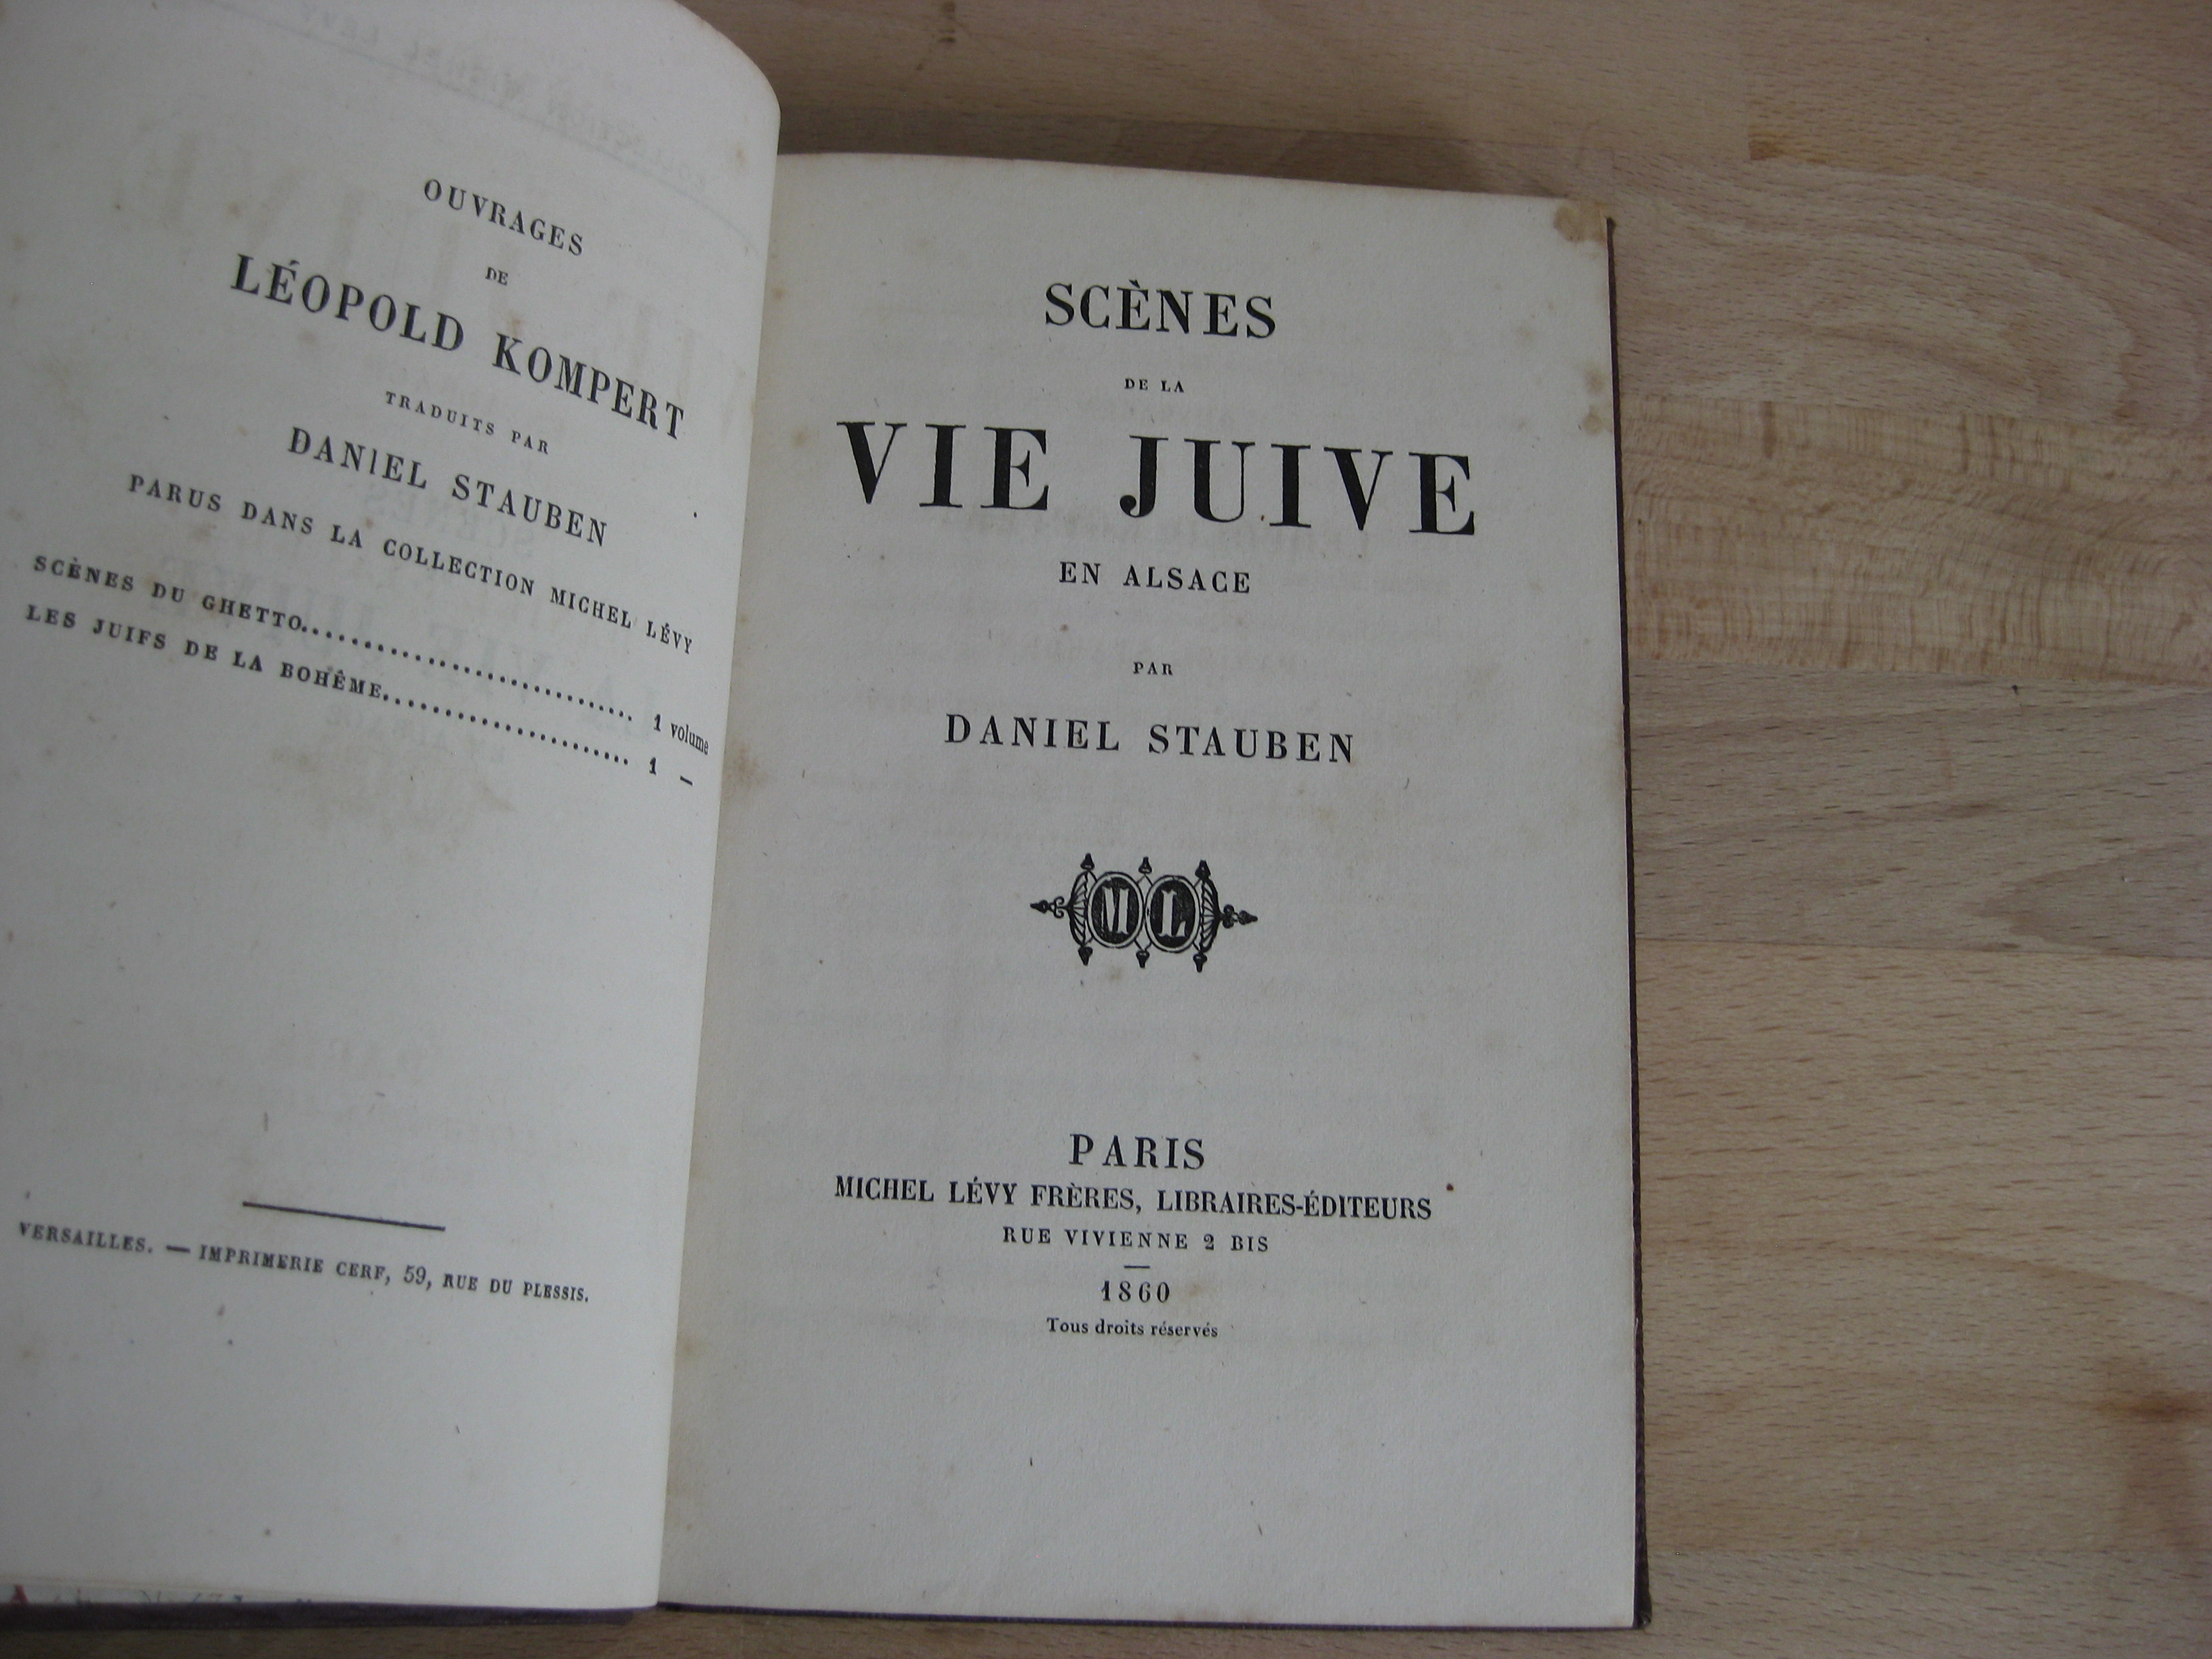 OUVRAGES
DE
LÉOPOLD KOMPERT
TRADUITS PAR
DANIEL STAUBEN
PARUS DANS LA COLLECTION MICHEL LÉVY
SCÈNES DU GHETTO................................ 1 volume
LES JUIFS DE LA BOHÊME........................ 1 —
VERSAILLES. — IMPRIMERIE CERF, 59, RUE DU PLESSIS.
SCÈNES
DE LA
VIE JUIVE
EN ALSACE
PAR
DANIEL STAUBEN
ML
PARIS
MICHEL LÉVY FRÈRES, LIBRAIRES-ÉDITEURS
RUE VIVIENNE 2 BIS
1860
Tous droits réservés